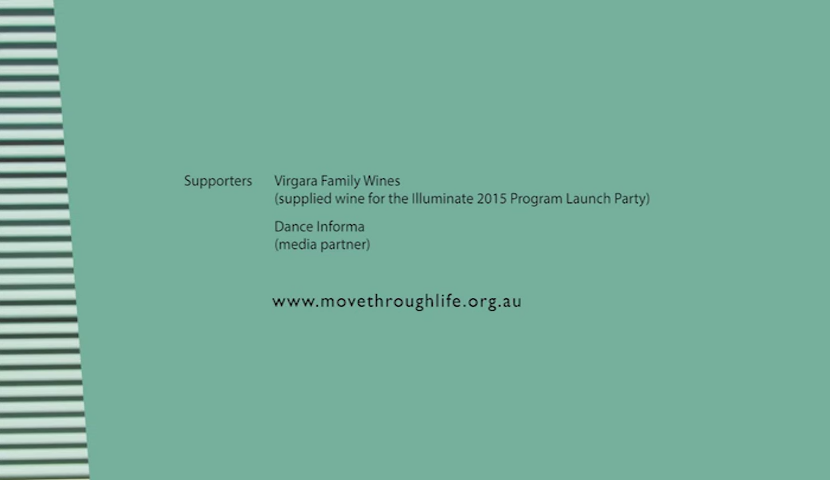 Supporters Virgara Family Wines
(supplied wine for the Illuminate 2015 Program Launch Party)
Dance Informa
(media partner)
www.movethroughlife.org.au